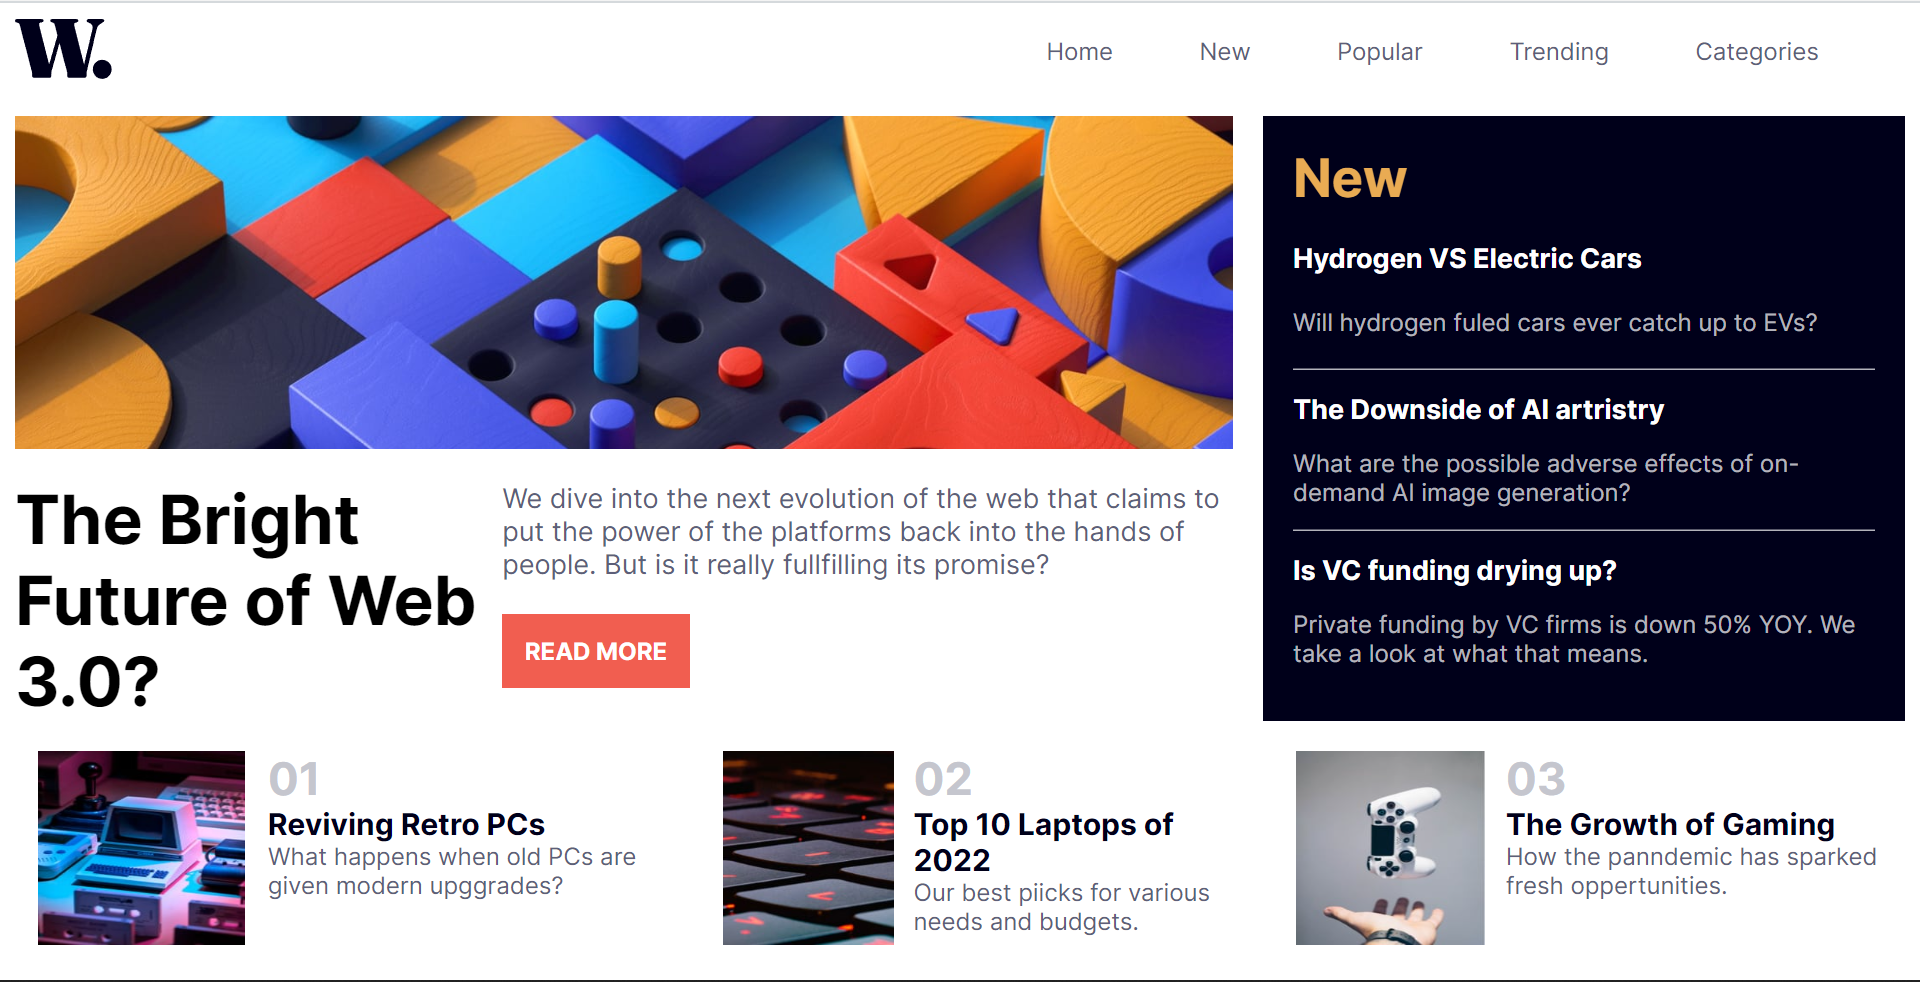 W.
Home
New
Popular
Trending
Categories
New
Hydrogen VS Electric Cars
Will hydrogen fuled cars ever catch up to EVs?
The Downside of AI artristry
What are the possible adverse effects of on-
demand AI image generation?
Is VC funding drying up?
Private funding by VC firms is down 50% YOY. We
take a look at what that means.
The Bright
Future of Web
3.0?
We dive into the next evolution of the web that claims to
put the power of the platforms back into the hands of
people. But is it really fullfilling its promise?
READ MORE
01
Reviving Retro PCs
What happens when old PCs are
given modern upggrades?
02
Top 10 Laptops of
2022
Our best piicks for various
needs and budgets.
03
The Growth of Gaming
How the panndemic has sparked
fresh oppertunities.